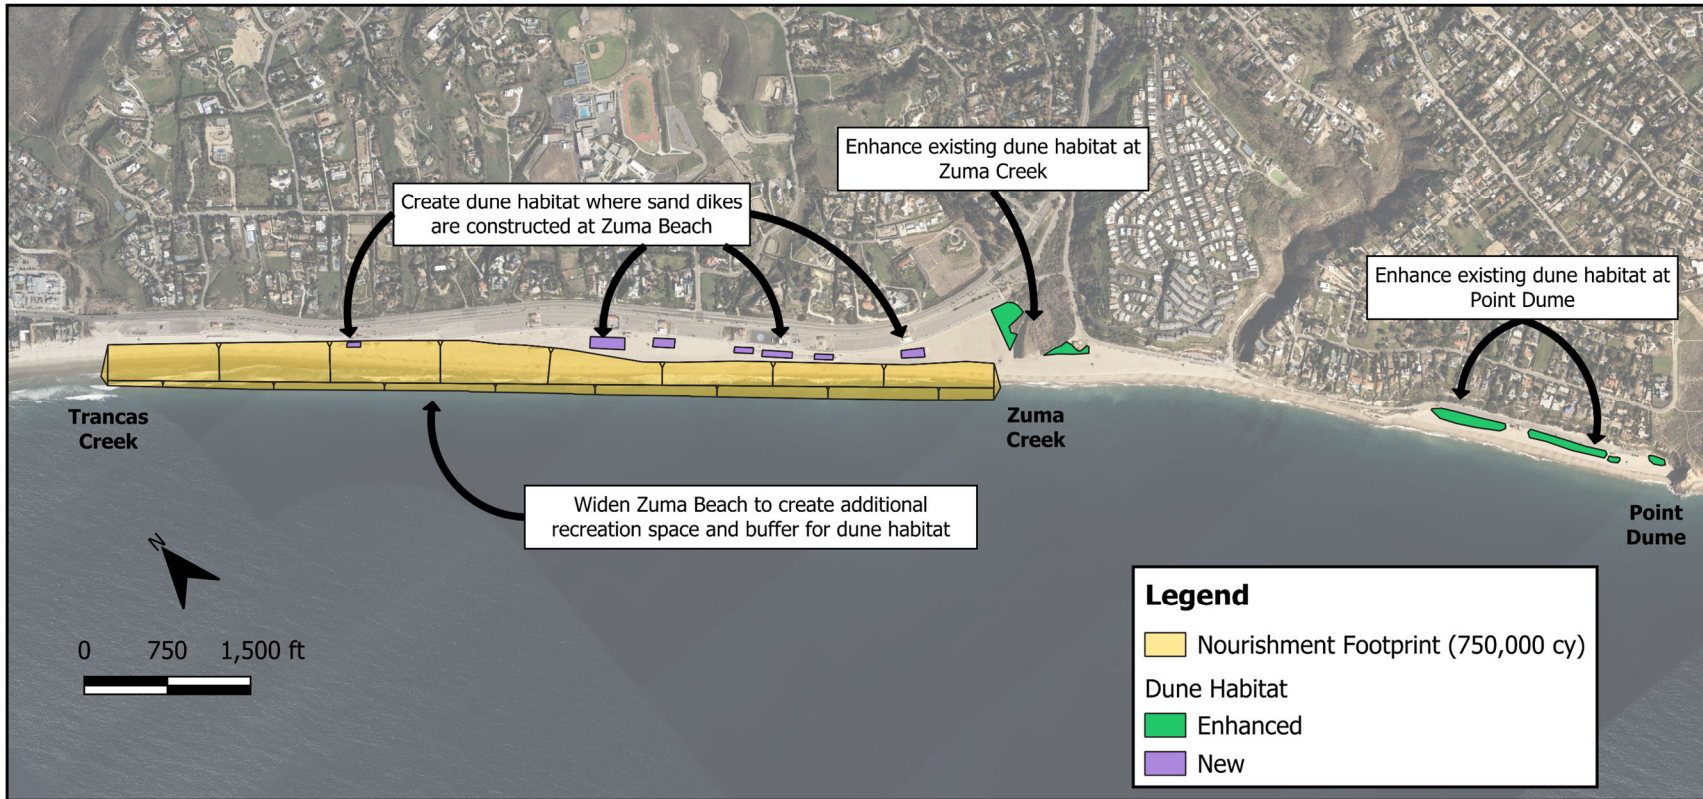 Enhance existing dune habitat at
Zuma Creek
Create dune habitat where sand dikes
are constructed at Zuma Beach
Enhance existing dune habitat at
Point Dume
Trancas
Creek
Zuma
Creek
Widen Zuma Beach to create additional
recreation space and buffer for dune habitat
Point
Dume
N
0 750 1,500 ft
Legend
Nourishment Footprint (750,000 cy)
Dune Habitat
Enhanced
New